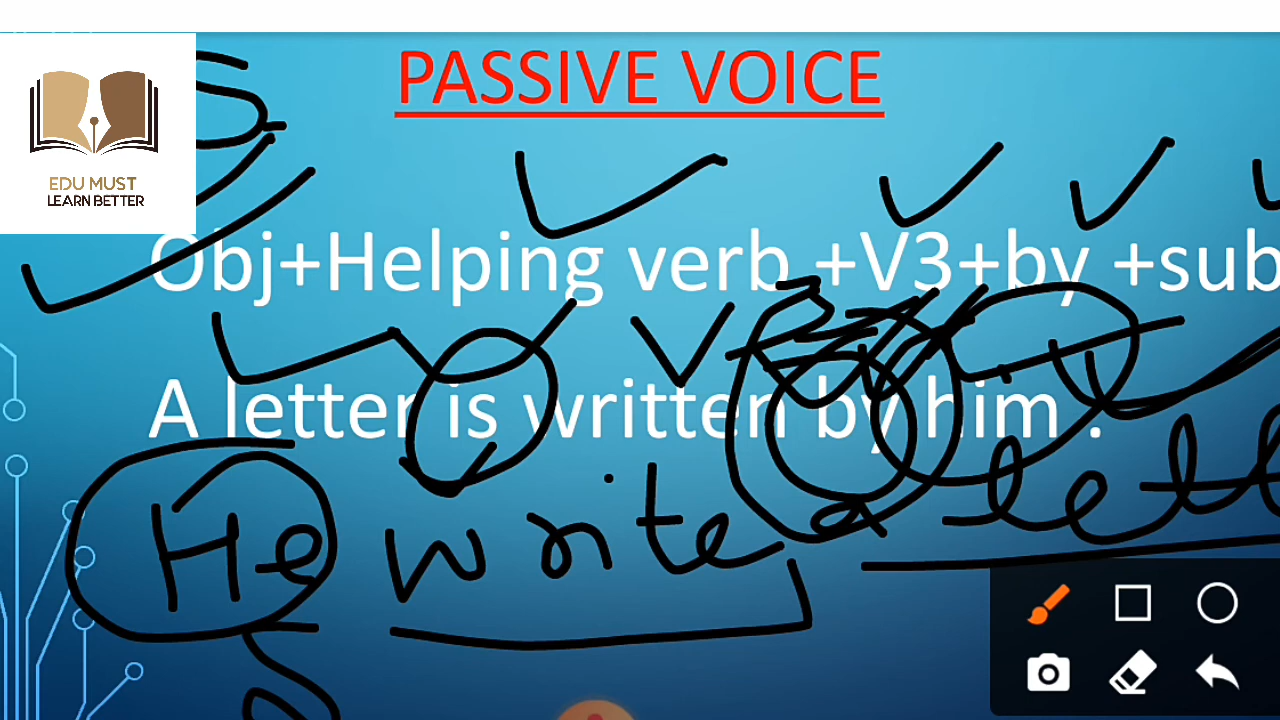 PASSIVE VOICE
EDU MUST
LEARN BETTER
Obj+Helping verb +V3+by +sub
A letter is written by him .
He write a lett